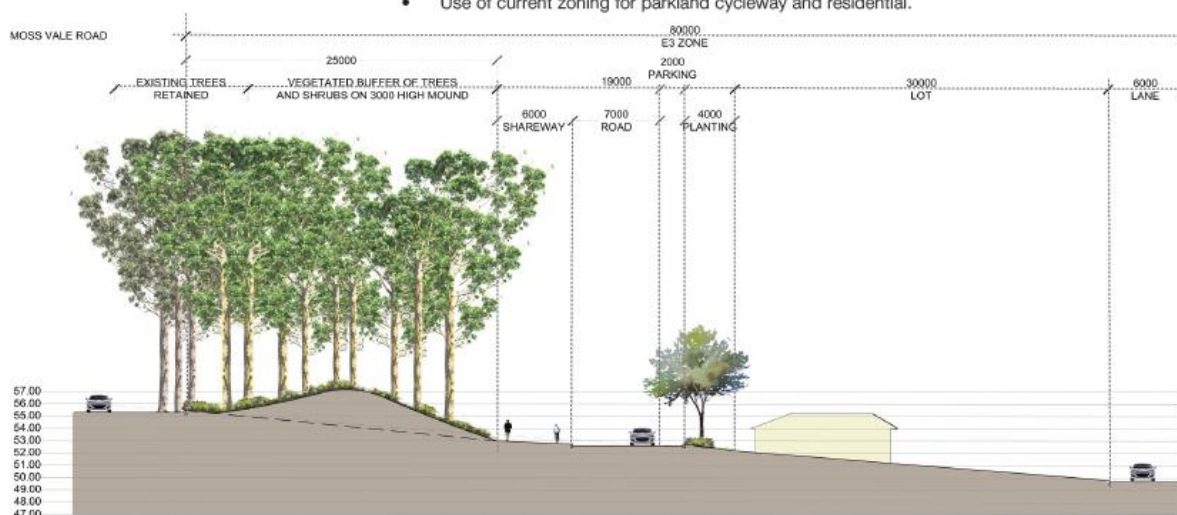 • Use of current zoning for parkland cycleway and residential.
MOSS VALE ROAD
80000
E3 ZONE
25000
2000
PARKING
EXISTING TREES
RETAINED
VEGETATED BUFFER OF TREES
AND SHRUBS ON 3000 HIGH MOUND
19000
30000
LOT
6000
LANE
6000
SHAREWAY
7000
ROAD
4000
PLANTING
57.00
56.00
55.00
54.00
53.00
52.00
51.00
50.00
49.00
48.00
47.00